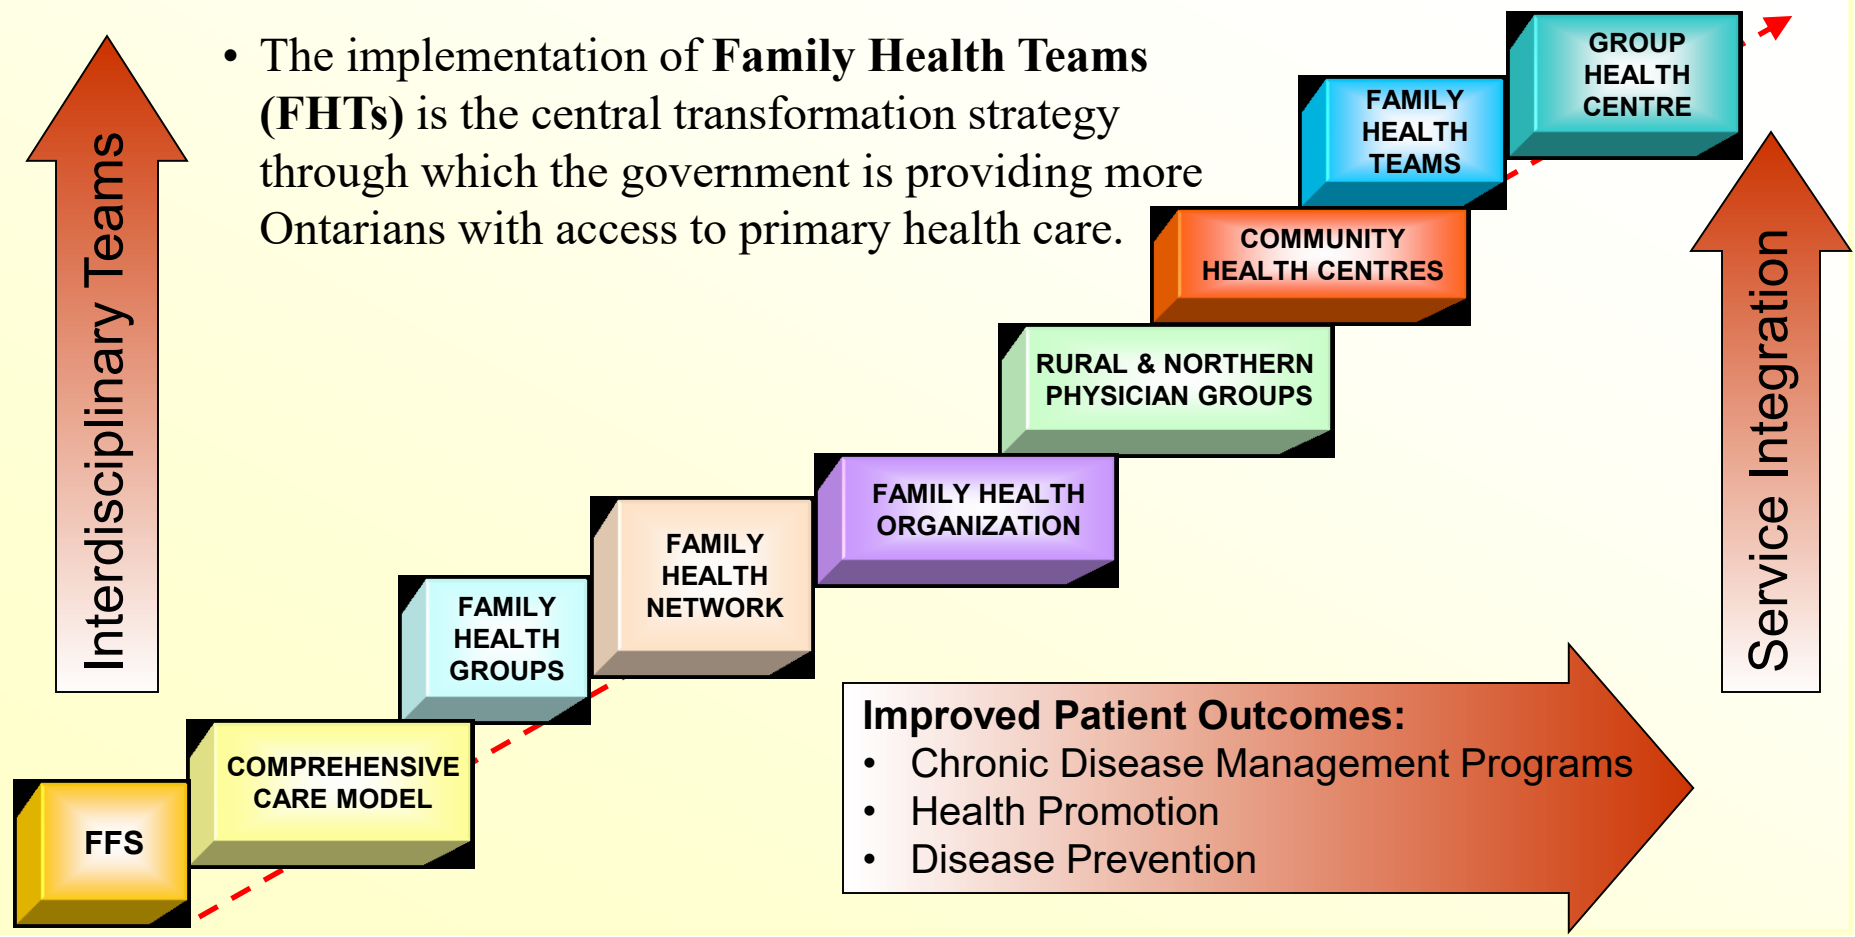 • The implementation of Family Health Teams
(FHTs) is the central transformation strategy
through which the government is providing more
Ontarians with access to primary health care.
Interdisciplinary Teams
GROUP
HEALTH
CENTRE
FAMILY
HEALTH
TEAMS
COMMUNITY
HEALTH CENTRES
RURAL & NORTHERN
PHYSICIAN GROUPS
FAMILY HEALTH
ORGANIZATION
FAMILY
HEALTH
NETWORK
FAMILY
HEALTH
GROUPS
COMPREHENSIVE
CARE MODEL
FFS
Service Integration
Improved Patient Outcomes:
• Chronic Disease Management Programs
• Health Promotion
• Disease Prevention